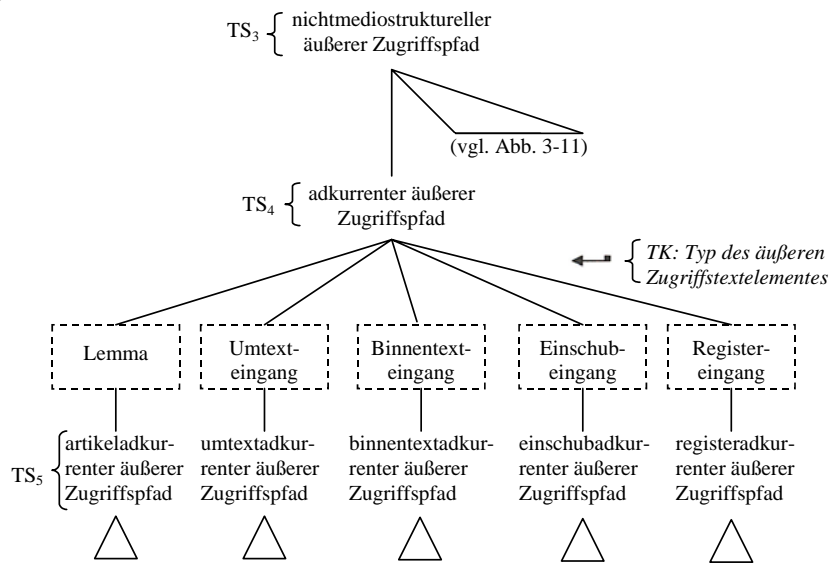 TS3 { nichtmediostruktureller
äußerer Zugriffspfad
(vgl. Abb. 3-11)
TS4 { adkurrenter äußerer
Zugriffspfad
TK: Typ des äußeren
Zugriffstextelementes
Lemma
Umtext-
eingang
Binnentext-
eingang
Einschub-
eingang
Register-
eingang
TS5
artikeladkur-
renter äußerer
Zugriffspfad
umtextadkur-
renter äußerer
Zugriffspfad
binnentextadkur-
renter äußerer
Zugriffspfad
einschubadkur-
renter äußerer
Zugriffspfad
registeradkur-
renter äußerer
Zugriffspfad